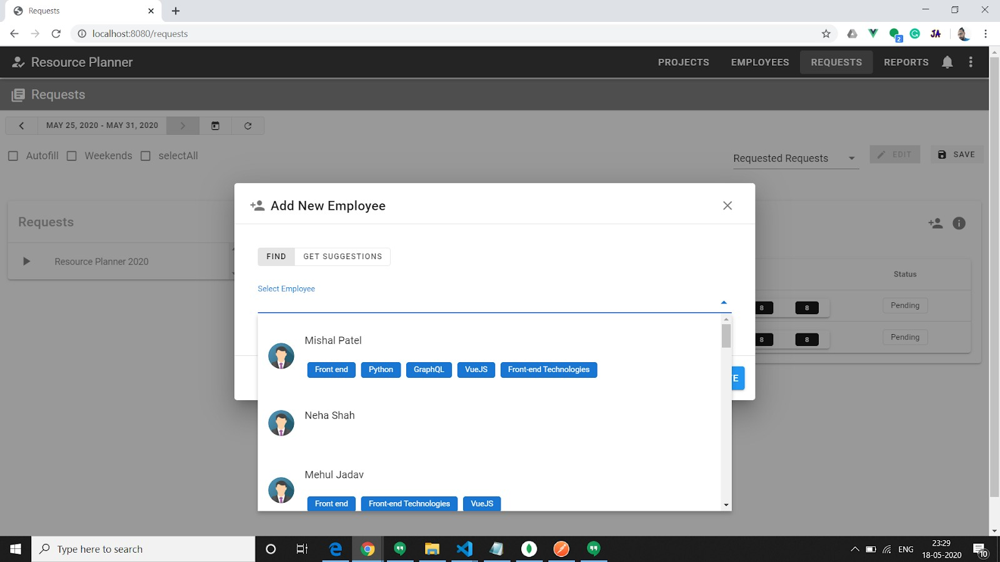 Requests
localhost:8080/requests
2
JA
Resource Planner
PROJECTS EMPLOYEES REQUESTS REPORTS
Requests
MAY 25, 2020 - MAY 31, 2020
Autofill Weekends selectAll
Requested Requests EDIT SAVE
Add New Employee
Requests
FIND GET SUGGESTIONS
Resource Planner 2020
Status
Select Employee
8 8 Pending
8 8 Pending
Mishal Patel
Front end Python GraphQL VueJS Front-end Technologies
E
Neha Shah
Mehul Jadav
Front end Front-end Technologies VueJS
Type here to search
ENG
23:29
18-05-2020
10